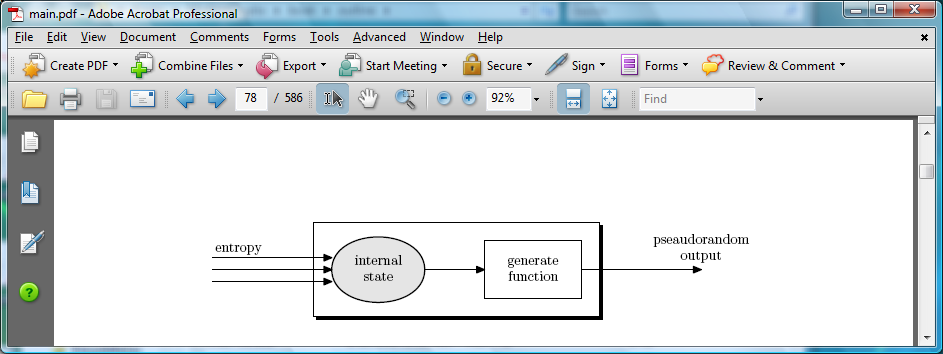 main.pdf - Adobe Acrobat Professional
File Edit View Document Comments Forms Tools Advanced Window Help
Create PDF Combine Files Export Start Meeting Secure Sign Forms Review & Comment
78 / 586 92% Find
entropy
internal
state
generate
function
pseaudorandom
output